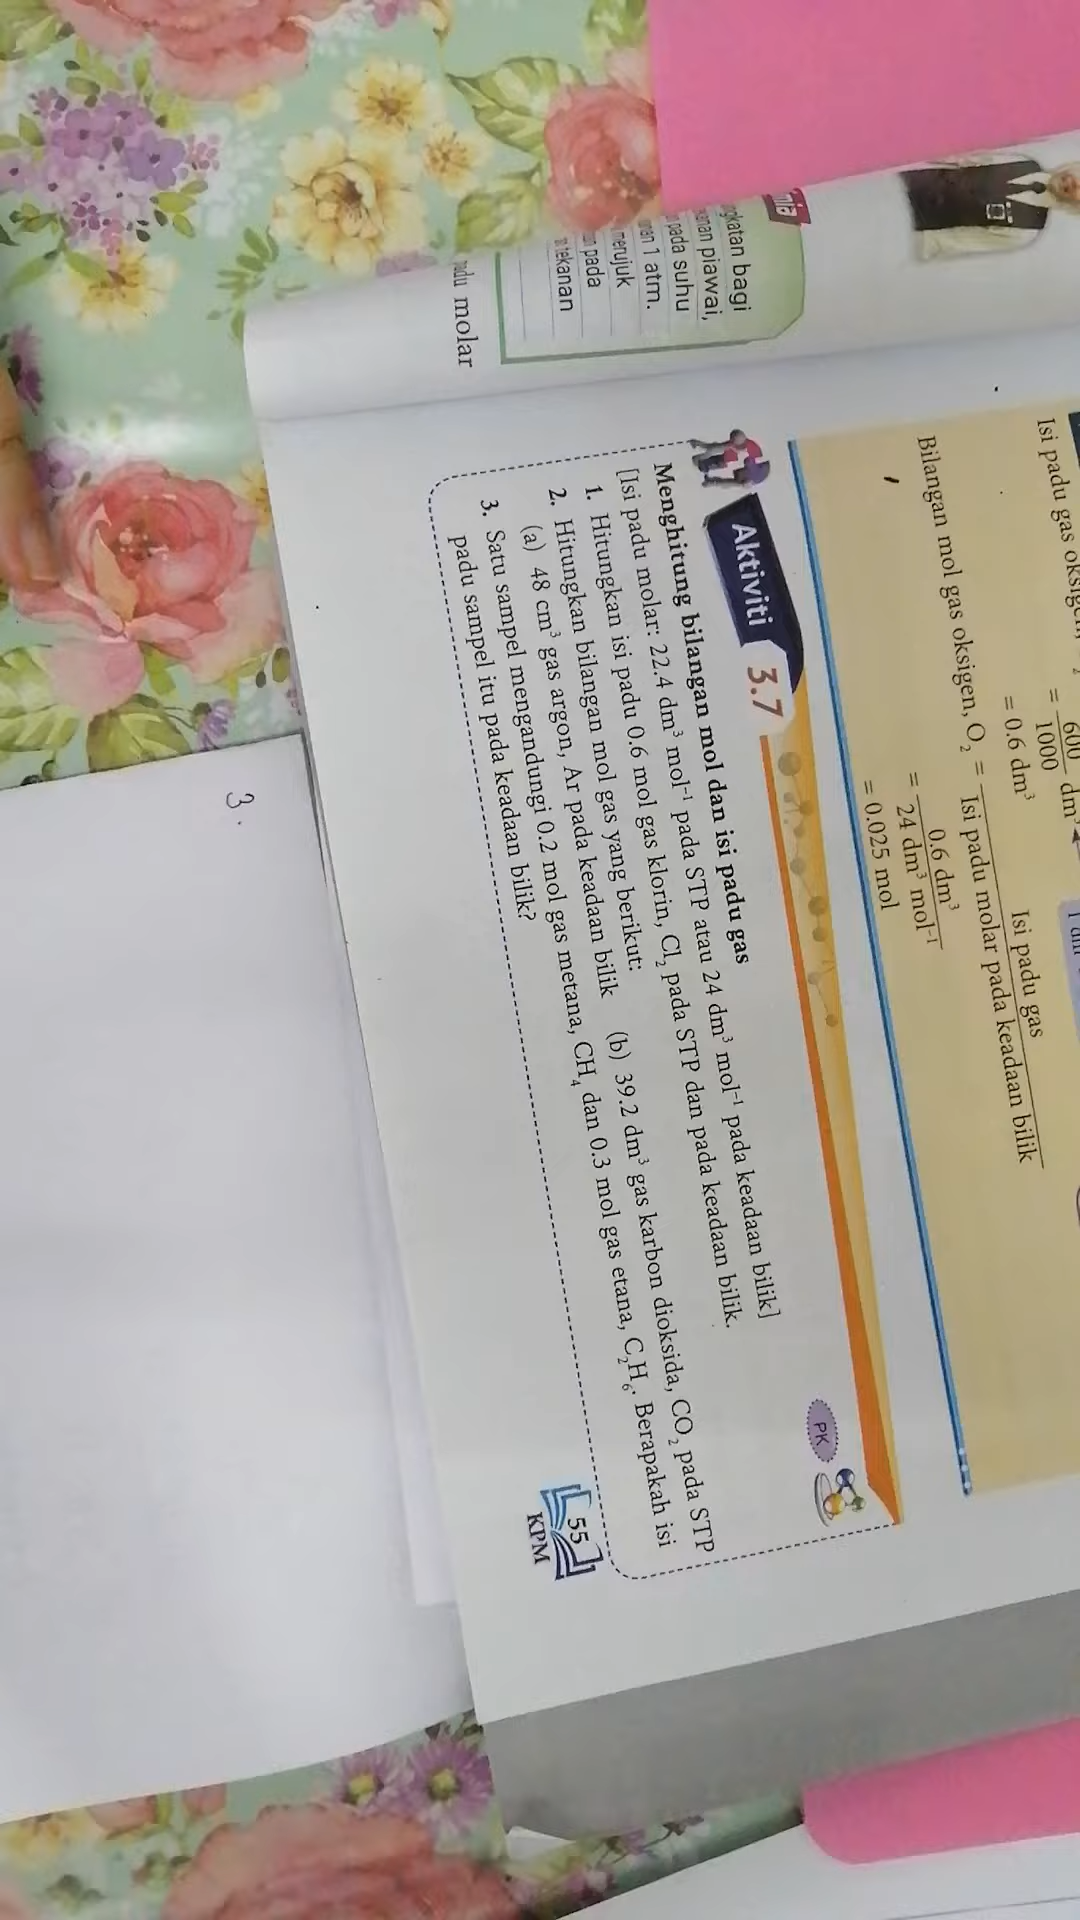 Isi padu gas
= 600/1000 dm³
= 0.6 dm³
Bilangan mol gas oksigen, O₂ = Isi padu gas / Isi padu molar pada keadaan bilik
= 0.6 dm³ / 24 dm³ mol⁻¹
= 0.025 mol
Aktiviti 3.7
PK
Menghitung bilangan mol dan isi padu gas
[Isi padu molar: 22.4 dm³ mol⁻¹ pada STP atau 24 dm³ mol⁻¹ pada keadaan bilik]
1. Hitungkan isi padu 0.6 mol gas klorin, Cl₂ pada STP dan pada keadaan bilik.
2. Hitungkan bilangan mol gas yang berikut:
(a) 48 cm³ gas argon, Ar pada keadaan bilik (b) 39.2 dm³ gas karbon dioksida, CO₂ pada STP
3. Satu sampel mengandungi 0.2 mol gas metana, CH₄ dan 0.3 mol gas etana, C₂H₆. Berapakah isi
padu sampel itu pada keadaan bilik?
55
KPM
bagi
piawai,
pada suhu
1 atm.
merujuk
pada
tekanan
molar
3.